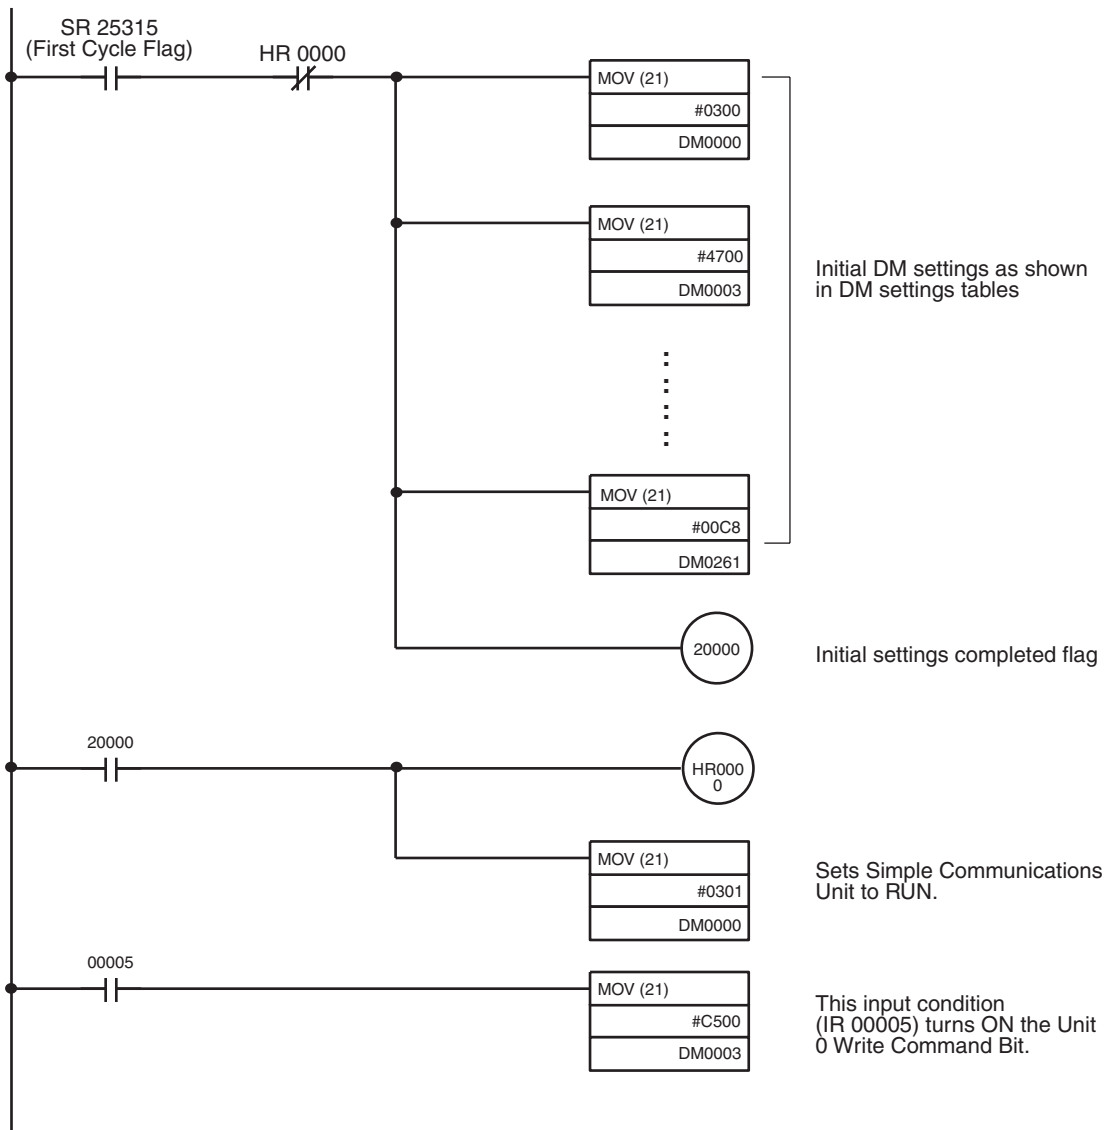 SR 25315
(First Cycle Flag)
HR 0000
MOV (21)
#0300
DM0000
MOV (21)
#4700
DM0003
Initial DM settings as shown
in DM settings tables
MOV (21)
#00C8
DM0261
20000
Initial settings completed flag
20000
HR000
0
MOV (21)
#0301
DM0000
Sets Simple Communications
Unit to RUN.
00005
MOV (21)
#C500
DM0003
This input condition
(IR 00005) turns ON the Unit
0 Write Command Bit.